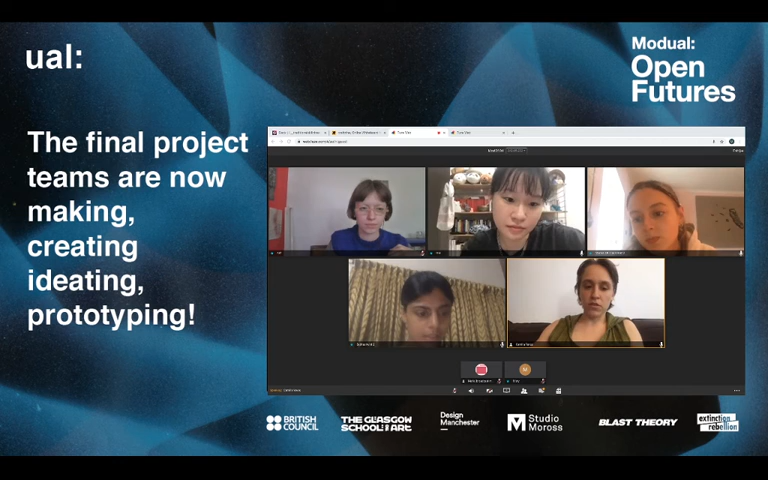 ual:
Modual:
Open
Futures
The final project
teams are now
making,
creating
ideating,
prototyping!
BRITISH
COUNCIL
THE GLASGOW
SCHOOL OF ART
Design
Manchester
Studio
Moross
BLAST THEORY
extinction
rebellion